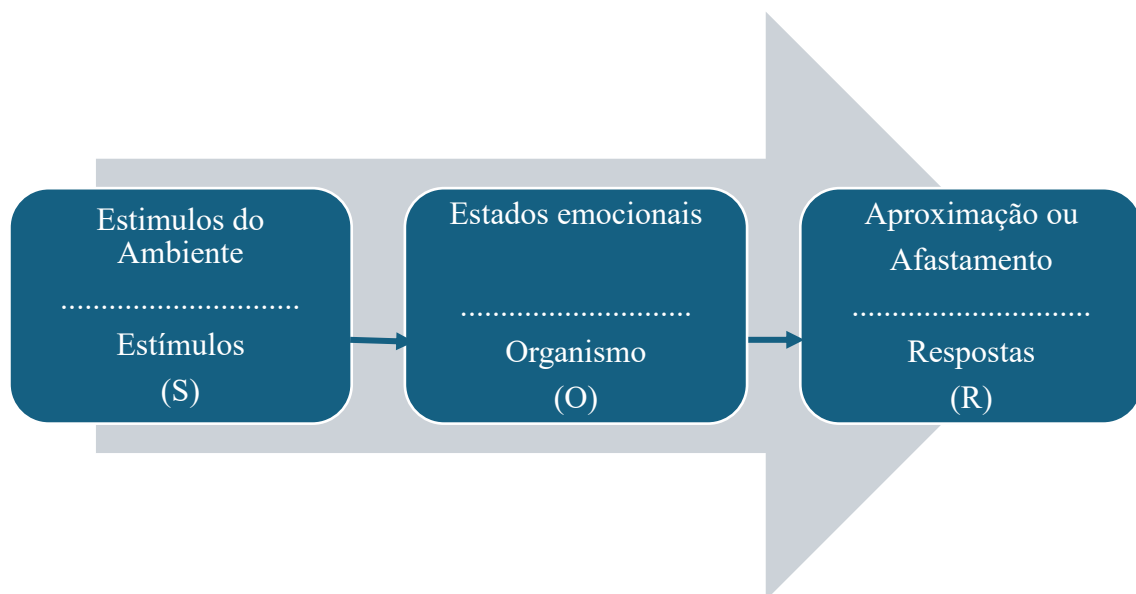 Estimulos do
Ambiente
.............................
Estímulos
(S)
Estados emocionais
............................
Organismo
(O)
Aproximação ou
Afastamento
.............................
Respostas
(R)